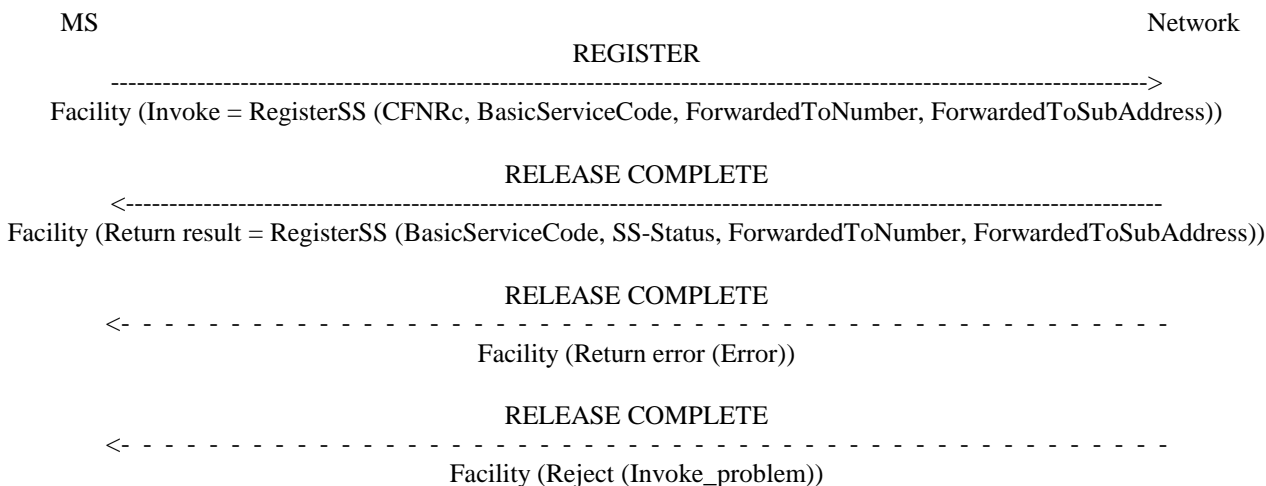 MS Network
REGISTER
Facility (Invoke = RegisterSS (CFNRc, BasicServiceCode, ForwardedToNumber, ForwardedToSubAddress))
RELEASE COMPLETE
Facility (Return result = RegisterSS (BasicServiceCode, SS-Status, ForwardedToNumber, ForwardedToSubAddress))
RELEASE COMPLETE
Facility (Return error (Error))
RELEASE COMPLETE
Facility (Reject (Invoke_problem))